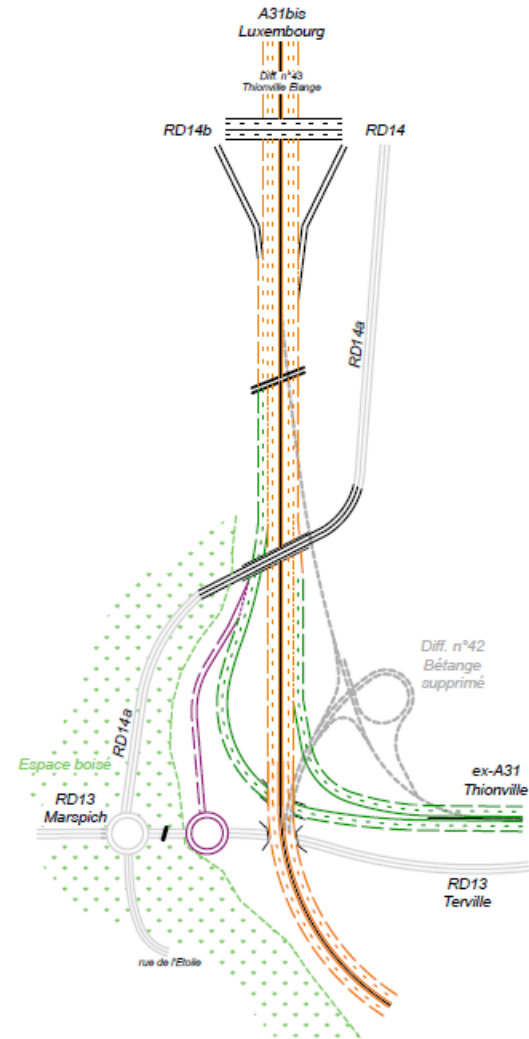 A31bis
Luxembourg
Diff. n°43
Thionville Elange
RD14b
RD14
RD14a
Diff. n°42
Bétange
supprimé
RD14a
Espace boisé
ex-A31
Thionville
RD13
Marspich
RD13
Terville
rue de l'Etoile